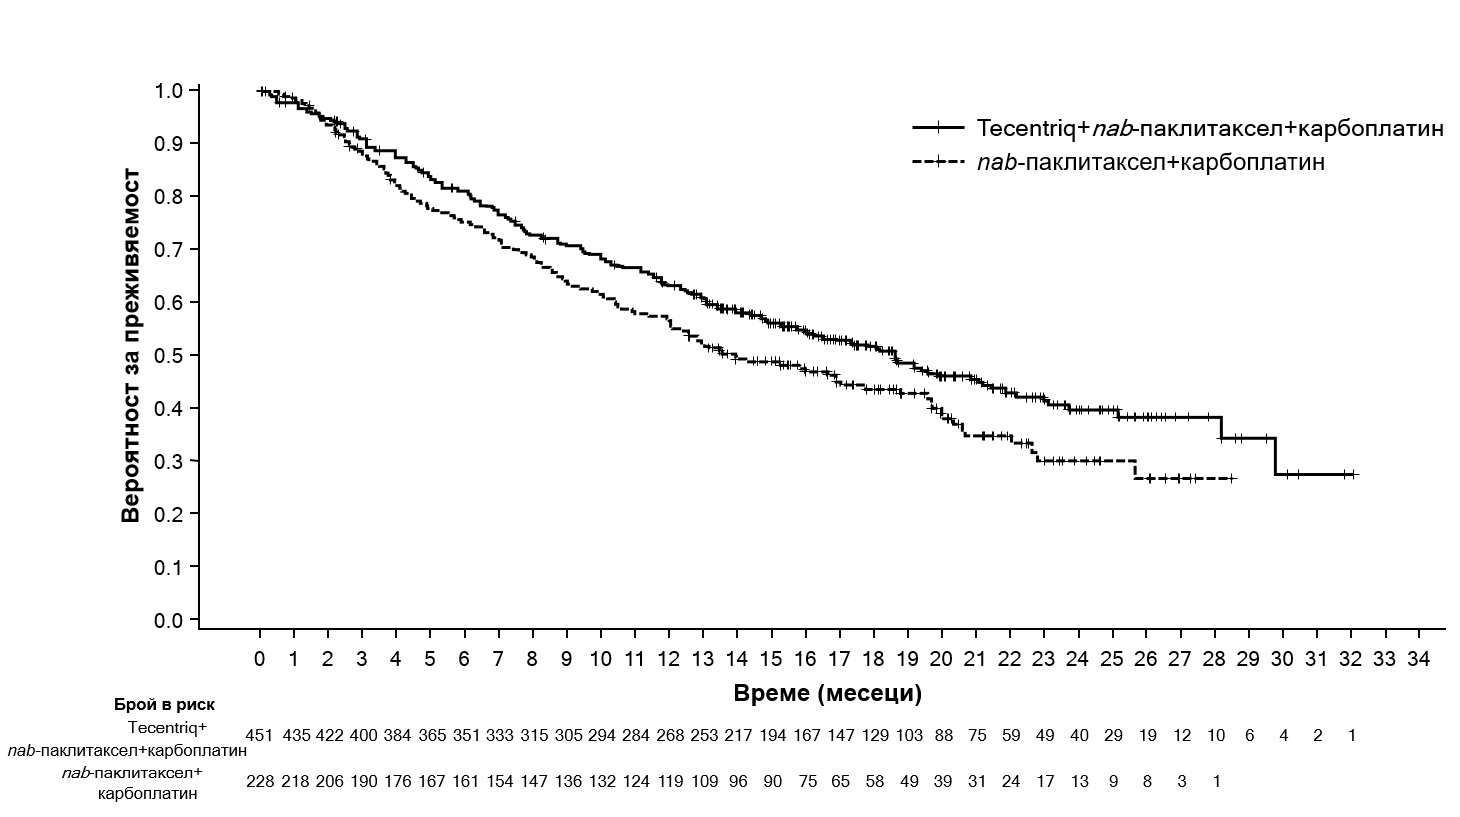 1.0
0.9
0.8
0.7
0.6
0.5
0.4
0.3
0.2
0.1
0.0
Вероятност за преживяемост
Tecentriq+nab-паклитаксел+карбоплатин
nab-паклитаксел+карбоплатин
0 1 2 3 4 5 6 7 8 9 10 11 12 13 14 15 16 17 18 19 20 21 22 23 24 25 26 27 28 29 30 31 32 33 34
Време (месеци)
Брой в риск
Tecentriq+
nab-паклитаксел+карбоплатин
451 435 422 400 384 365 351 333 315 305 294 284 268 253 217 194 167 147 129 103 88 75 59 49 40 29 19 12 10 6 4 2 1
nab-паклитаксел+
карбоплатин
228 218 206 190 176 167 161 154 147 136 132 124 119 109 96 90 75 65 58 49 39 31 24 17 13 9 8 3 1